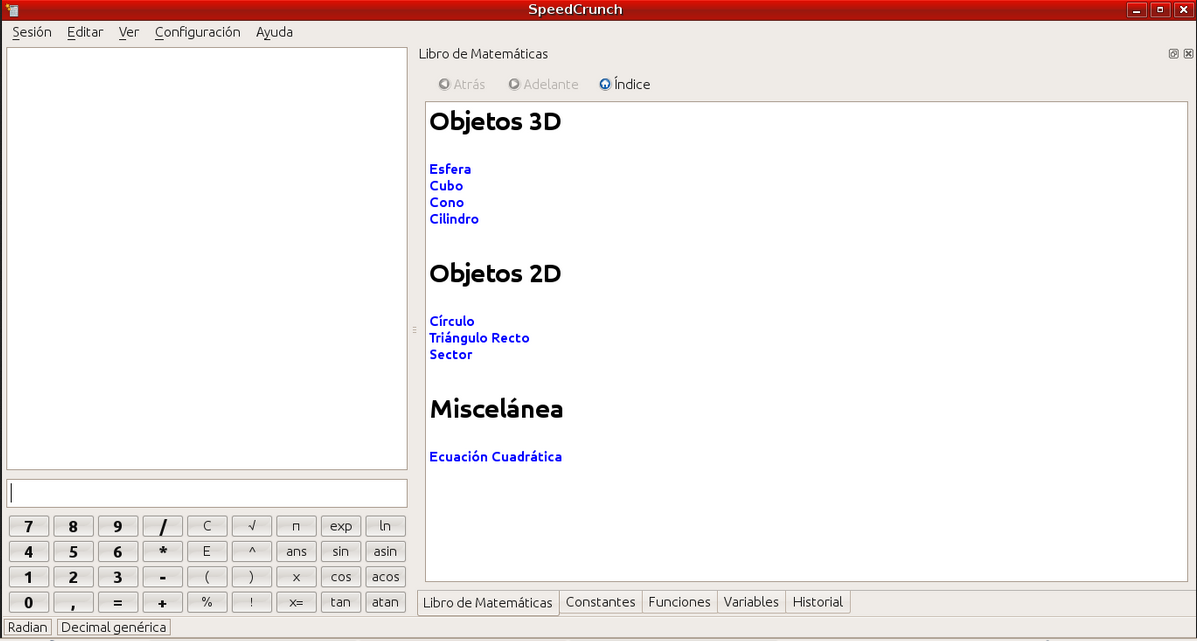 SpeedCrunch
Sesión Editar Ver Configuración Ayuda
Libro de Matemáticas
Atrás Adelante Índice
Objetos 3D
Esfera
Cubo
Cono
Cilindro
Objetos 2D
Círculo
Triángulo Recto
Sector
Miscelánea
Ecuación Cuadrática
7 8 9 / C √ π exp ln
4 5 6 * E ^ ans sin asin
1 2 3 - ( ) x cos acos
0 , = + % ! x= tan atan
Libro de Matemáticas Constantes Funciones Variables Historial
Radian Decimal genérica